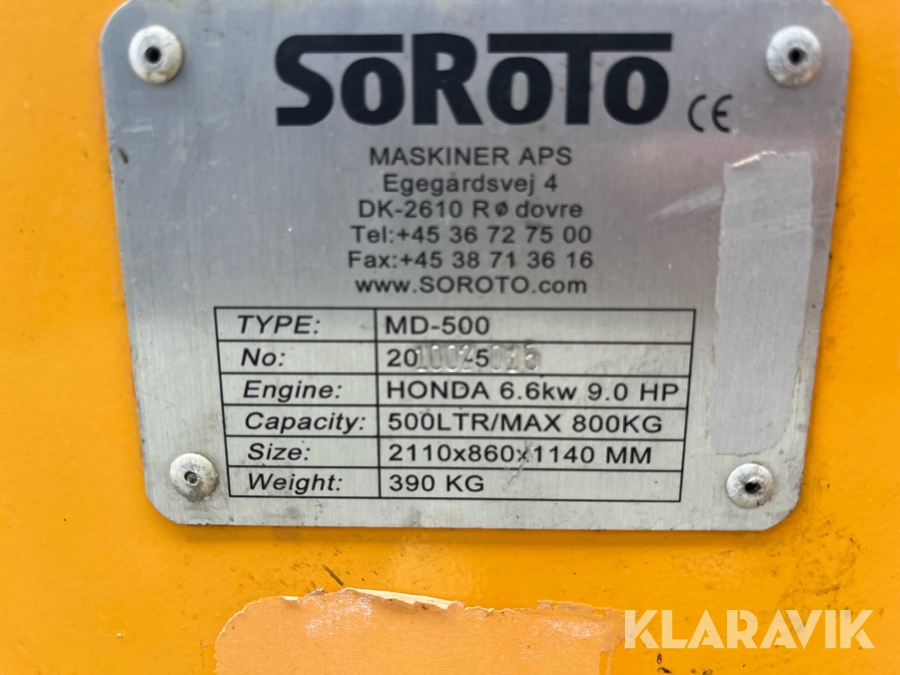 SOROTO CE
MASKINER APS
Egegardsvej 4
DK-2610 Rødovre
Tel:+45 36 72 75 00
Fax:+45 38 71 36 16
www.SOROTO.com
TYPE: MD-500
No:
Engine: HONDA 6.6kw 9.0 HP
Capacity: 500LTR/MAX 800KG
Size: 2110x860x1140 MM
Weight: 390 KG
KLARAVIK